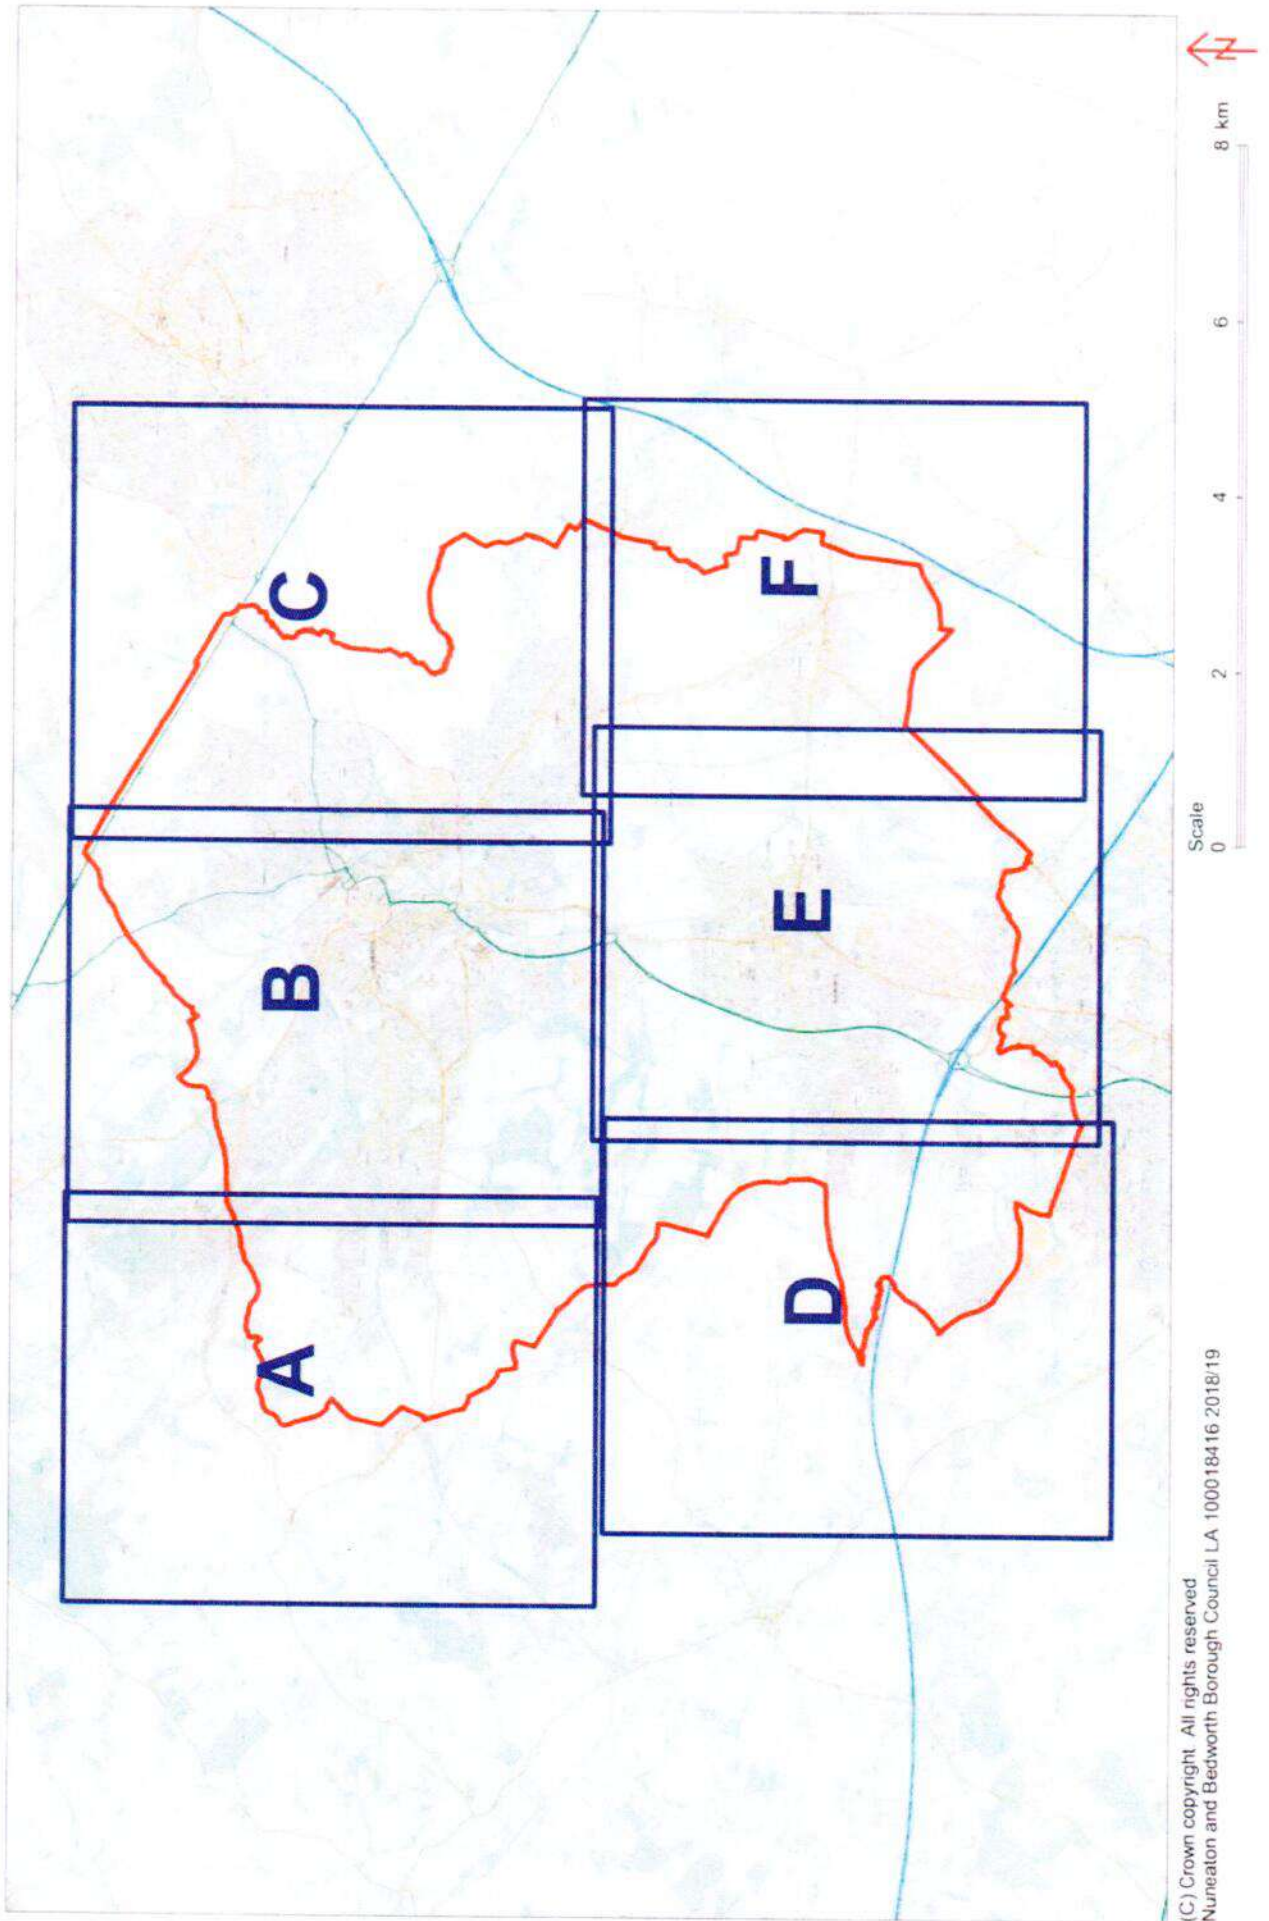 A
B
C
D
E
F
Scale
0 2 4 6 8 km
N
(C) Crown copyright. All rights reserved
Nuneaton and Bedworth Borough Council LA 100018416 2018/19